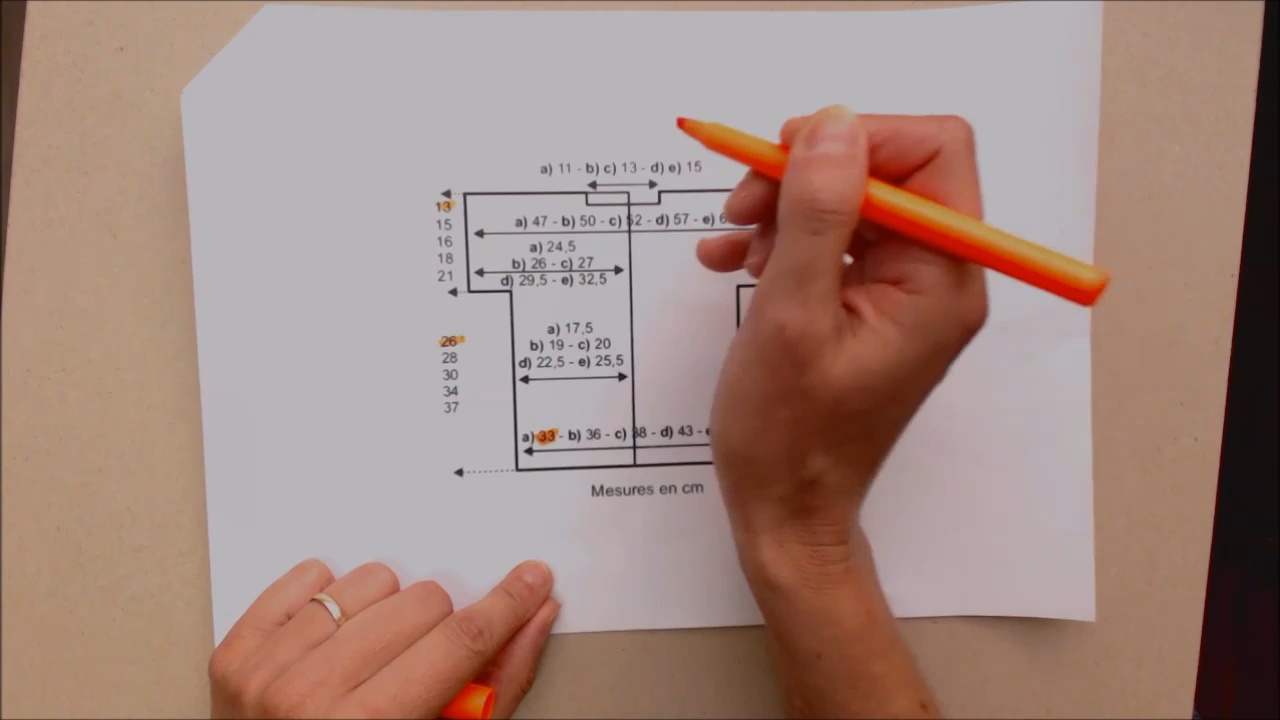 a) 11 - b) c) 13 - d) e) 15
13
15
16
18
21
a) 47 - b) 50 - c) 52 - d) 57 - e)
a) 24,5
b) 26 - c) 27
d) 29,5 - e) 32,5
26
28
30
34
37
a) 17,5
b) 19 - c) 20
d) 22,5 - e) 25,5
a) 33 - b) 36 - c) 38 - d) 43 -
Mesures en cm